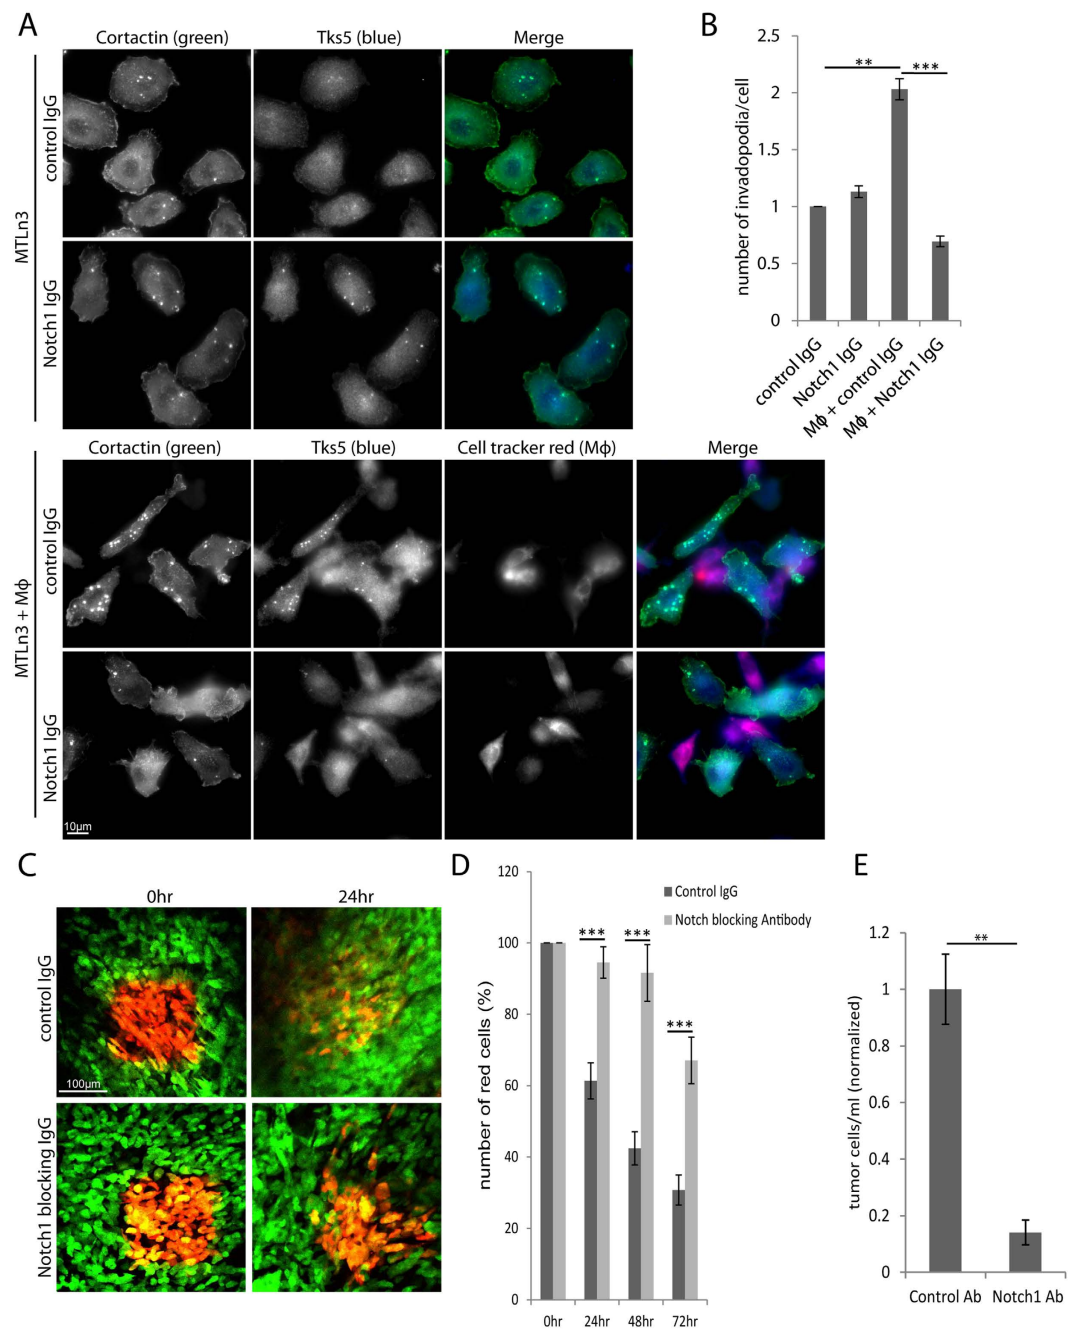 A
Cortactin (green)
Tks5 (blue)
Merge
MTLn3
control IgG
Notch1 IgG
Cortactin (green)
Tks5 (blue)
Cell tracker red (Mϕ)
Merge
MTLn3 + Mϕ
control IgG
Notch1 IgG
10µm
B
number of invadopodia/cell
2.5
2
1.5
1
0.5
0
**
***
control IgG
Notch1 IgG
Mϕ + control IgG
Mϕ + Notch1 IgG
C
0hr
24hr
control IgG
100µm
Notch1 blocking IgG
D
number of red cells (%)
120
100
80
60
40
20
0
Control IgG
Notch blocking Antibody
***
***
***
0hr
24hr
48hr
72hr
E
tumor cells/ml (normalized)
1.2
1
0.8
0.6
0.4
0.2
0
**
Control Ab
Notch1 Ab